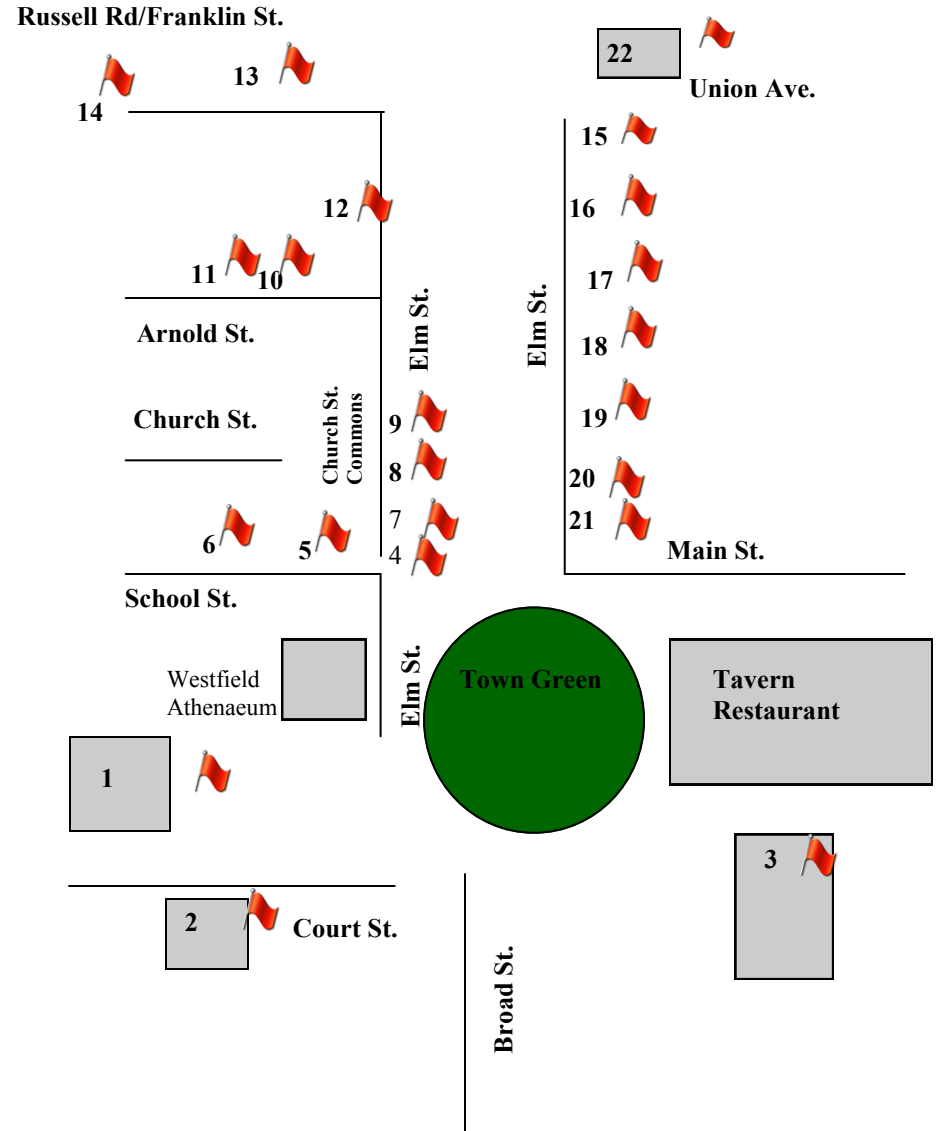 Russell Rd/Franklin St.
13
22
14
Union Ave.
15
12
16
11
10
17
Elm St.
Elm St.
Arnold St.
18
Church St.
Church St.
Commons
9
19
8
20
6
5
7
21
4
Main St.
School St.
Westfield
Athenaeum
Elm St.
Town Green
Tavern
Restaurant
1
3
2
Court St.
Broad St.